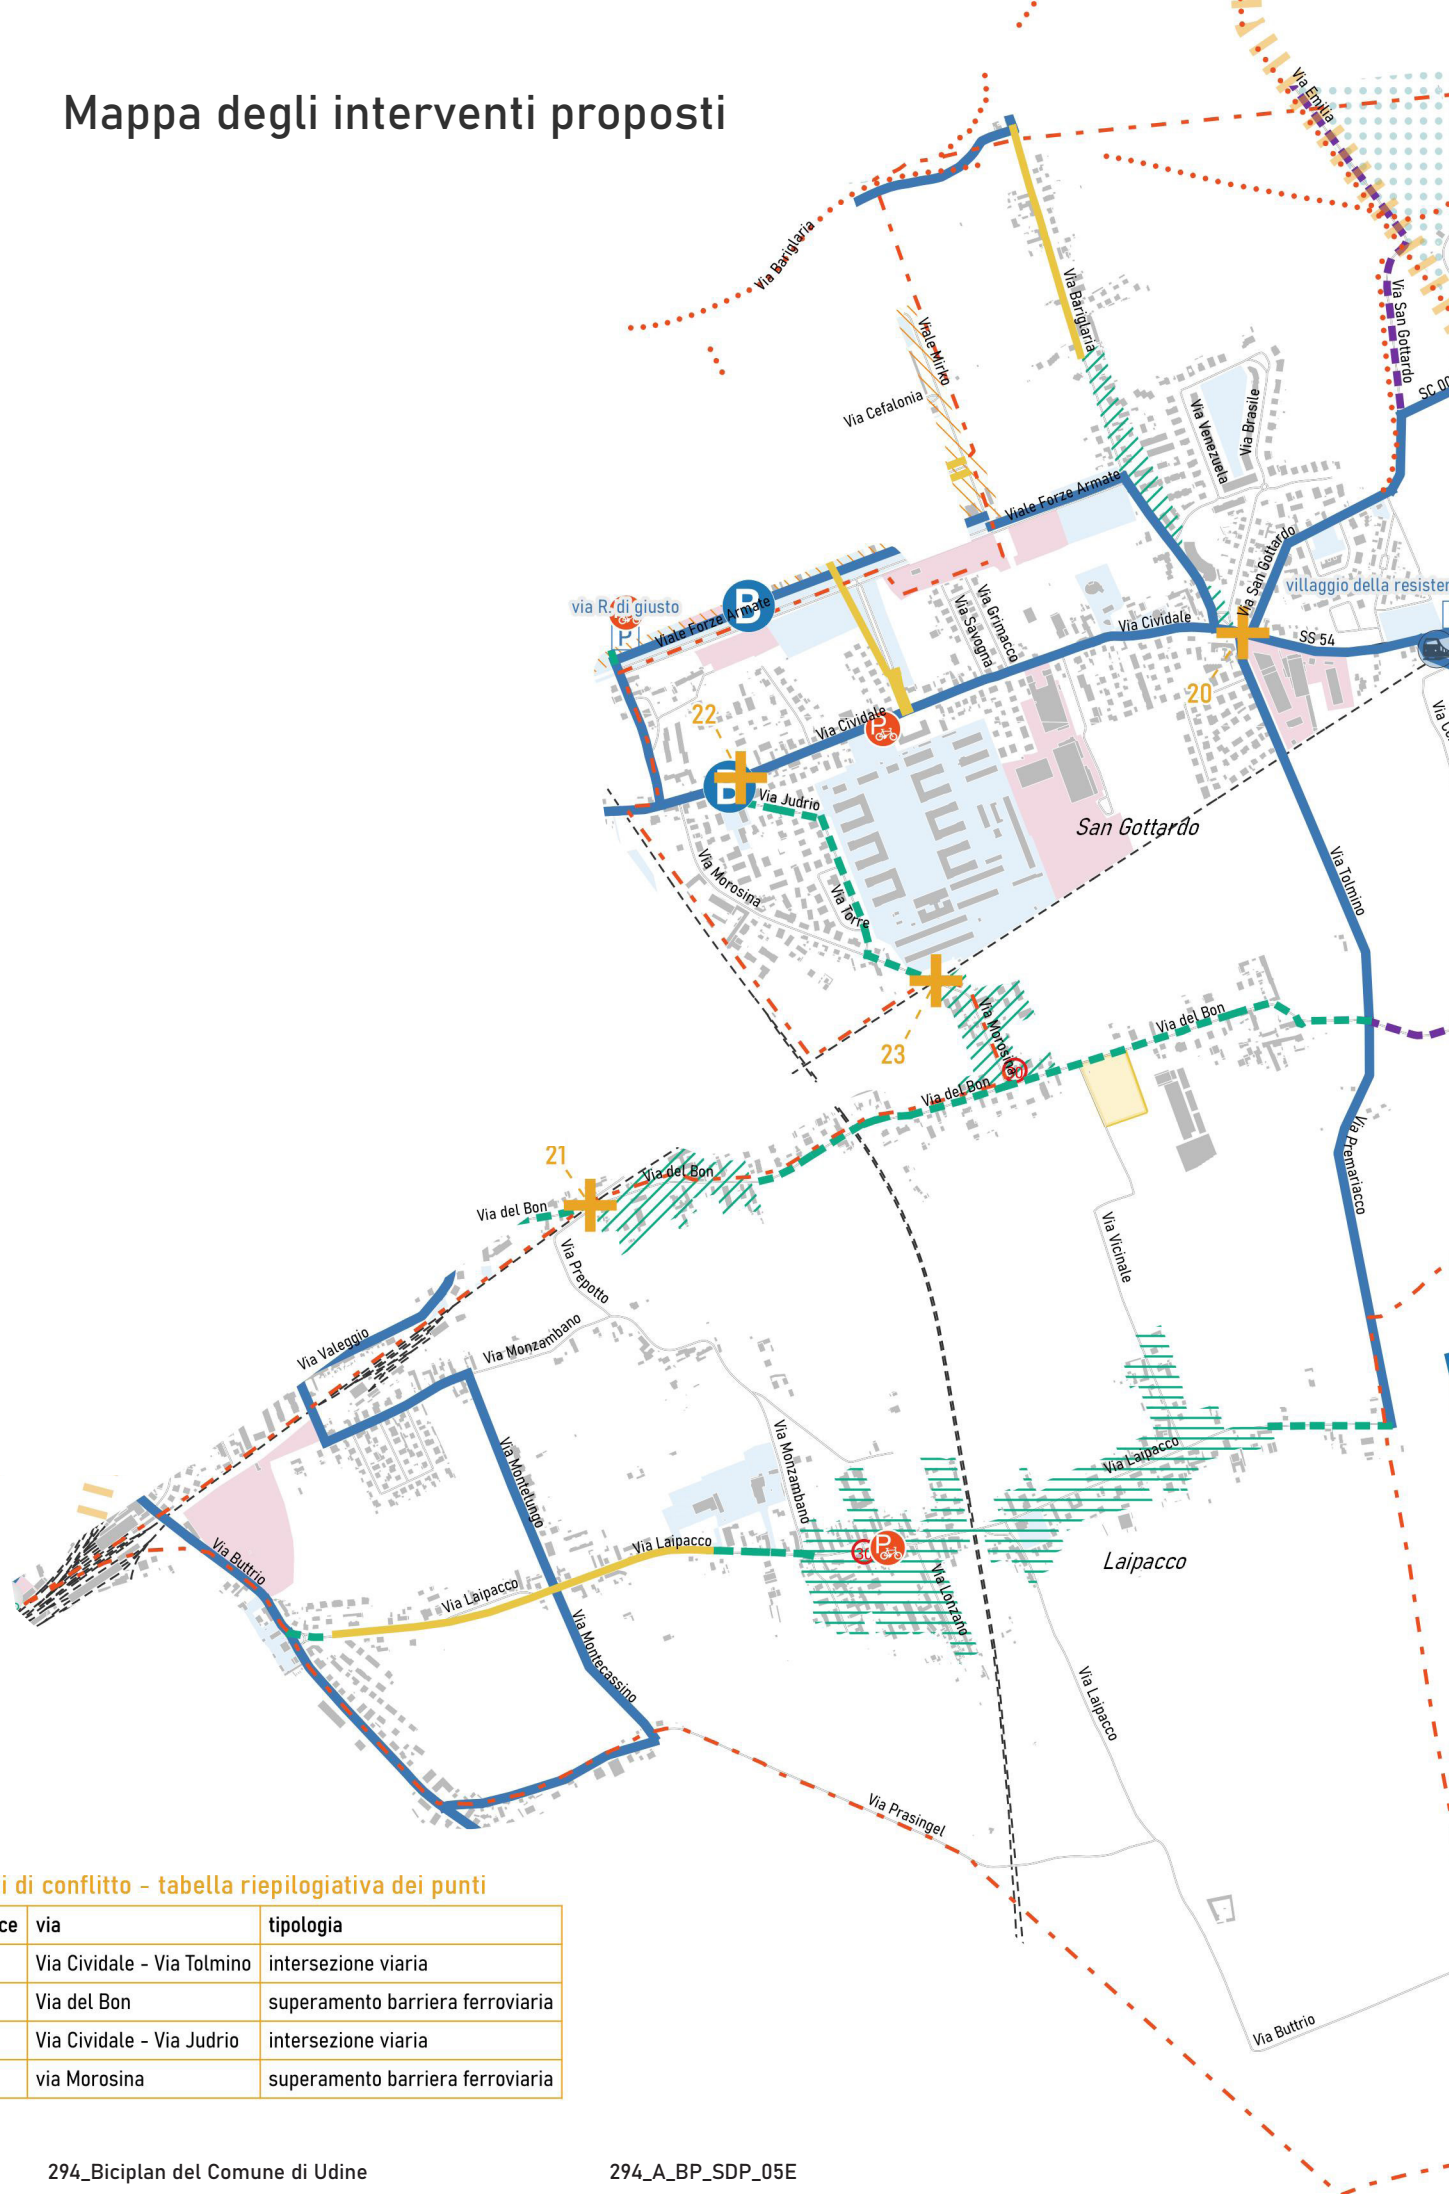 Mappa degli interventi proposti
Via Emilia
Via Bariglaria
Via Bariglaria
Via San Gottardo
Viale Mirko
SC 00
Via Cefalonia
Via Venezuela
Via Brasile
Viale Forze Armate
Via San Gottardo
villaggio della resister
via R. di giusto
P
B
Viale Forze Armate
Via Grimacco
Via Savogna
Via Cividale
SS 54
20
22
Via Cividale
P
B
Via Judrio
San Gottardo
Via Morosina
Via Torre
Via Tolmino
23
Via Morosina
Via del Bon
Via del Bon
21
Via del Bon
Via del Bon
Via Premariacco
Via Prepotto
Via Vicinale
Via Valeggio
Via Monzambano
Via Montelungo
Via Monzambano
Via Laipacco
Via Buttrio
Via Laipacco
30
P
Laipacco
Via Laipacco
Via Lonzano
Via Montecassino
Via Laipacco
Via Prasingel
i di conflitto - tabella riepilogiativa dei punti
ce via tipologia
Via Cividale - Via Tolmino intersezione viaria
Via del Bon superamento barriera ferroviaria
Via Cividale - Via Judrio intersezione viaria
via Morosina superamento barriera ferroviaria
Via Buttrio
294_Biciplan del Comune di Udine 294_A_BP_SDP_05E